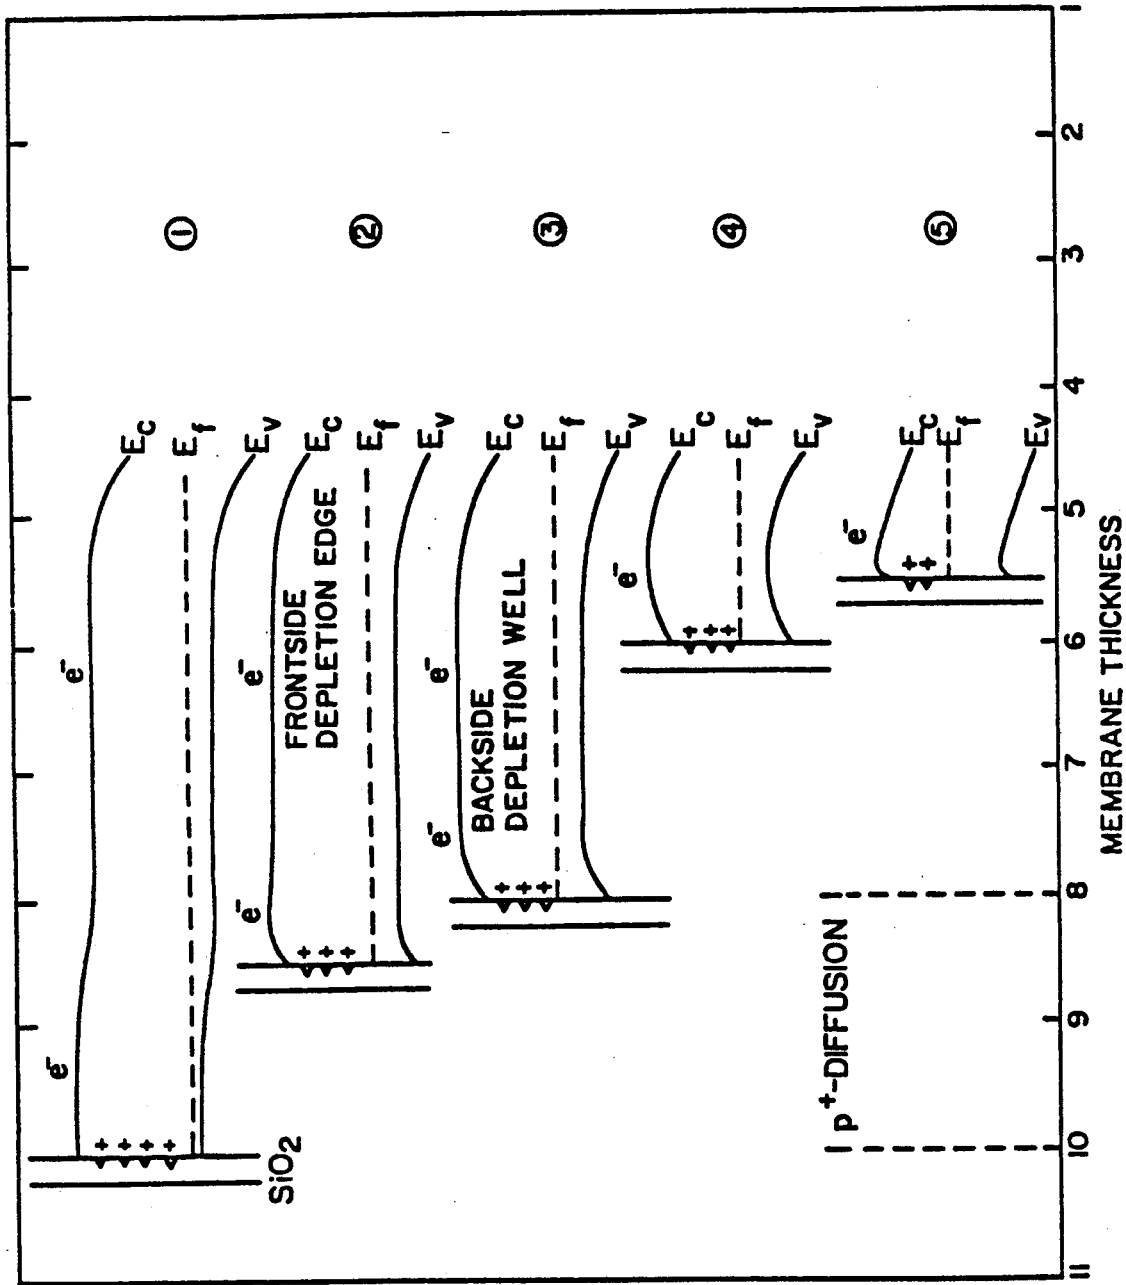 ①
e⁻
e⁻
E_c
E_f
E_v
SiO₂
+ + + +
②
e⁻
e⁻
E_c
E_f
E_v
FRONTSIDE
DEPLETION EDGE
+ + +
③
e⁻
e⁻
E_c
E_f
E_v
BACKSIDE
DEPLETION WELL
+ + +
④
e⁻
E_c
E_f
E_v
+ + +
⑤
e⁻
E_c
E_f
E_v
+ +
p⁺-DIFFUSION
11 10 9 8 7 6 5 4 3 2 1
MEMBRANE THICKNESS